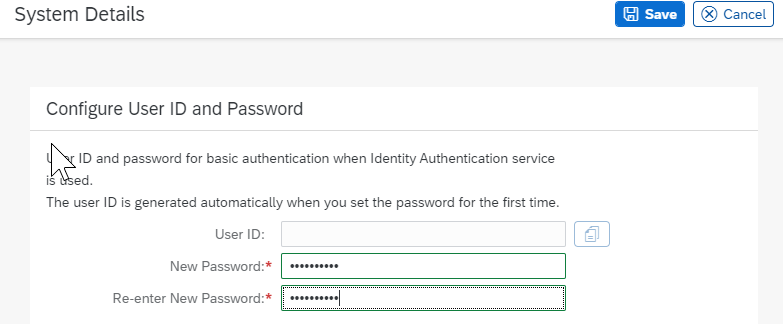 System Details
Save
Cancel
Configure User ID and Password
User ID and password for basic authentication when Identity Authentication service
is used.
The user ID is generated automatically when you set the password for the first time.
User ID:
New Password:*
Re-enter New Password:*